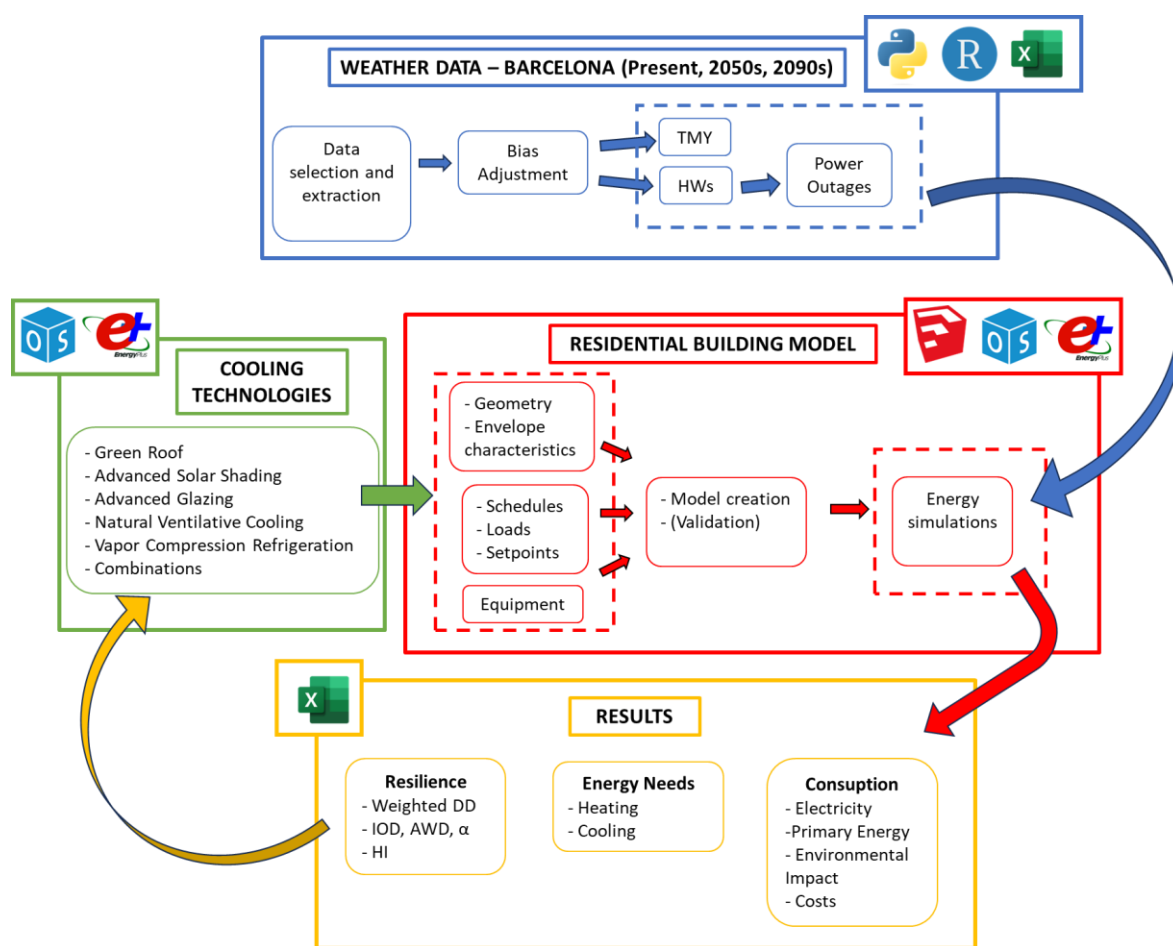 WEATHER DATA – BARCELONA (Present, 2050s, 2090s)
R
X
Data
selection and
extraction
Bias
Adjustment
TMY
HWs
Power
Outages
O S
e+
EnergyPlus
COOLING
TECHNOLOGIES
- Green Roof
- Advanced Solar Shading
- Advanced Glazing
- Natural Ventilative Cooling
- Vapor Compression Refrigeration
- Combinations
RESIDENTIAL BUILDING MODEL
O S
e+
EnergyPlus
- Geometry
- Envelope
characteristics
- Schedules
- Loads
- Setpoints
Equipment
- Model creation
- (Validation)
Energy
simulations
X
RESULTS
Resilience
- Weighted DD
- IOD, AWD, α
- HI
Energy Needs
- Heating
- Cooling
Consuption
- Electricity
-Primary Energy
- Environmental
Impact
- Costs